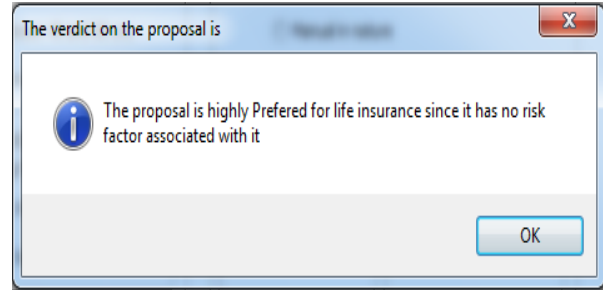 The verdict on the proposal is
The proposal is highly Prefered for life insurance since it has no risk
factor associated with it
OK